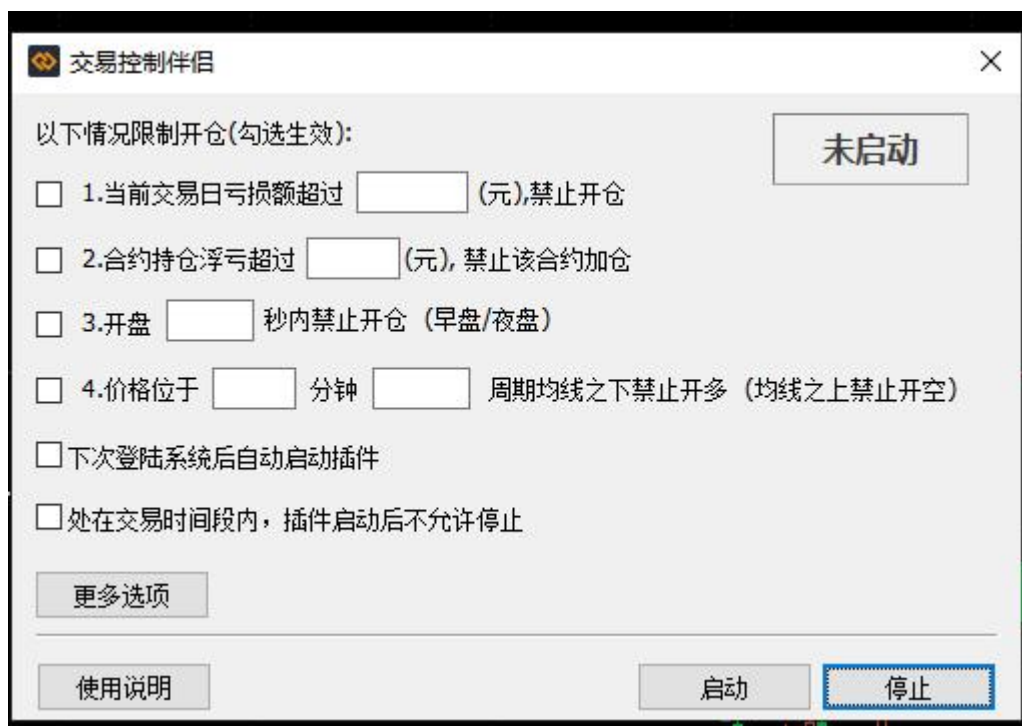 交易控制伴侣
以下情况限制开仓(勾选生效):
未启动
1.当前交易日亏损额超过 (元),禁止开仓
2.合约持仓浮亏超过 (元), 禁止该合约加仓
3.开盘 秒内禁止开仓（早盘/夜盘）
4.价格位于 分钟 周期均线之下禁止开多（均线之上禁止开空）
下次登陆系统后自动启动插件
处在交易时间段内，插件启动后不允许停止
更多选项
使用说明 启动 停止